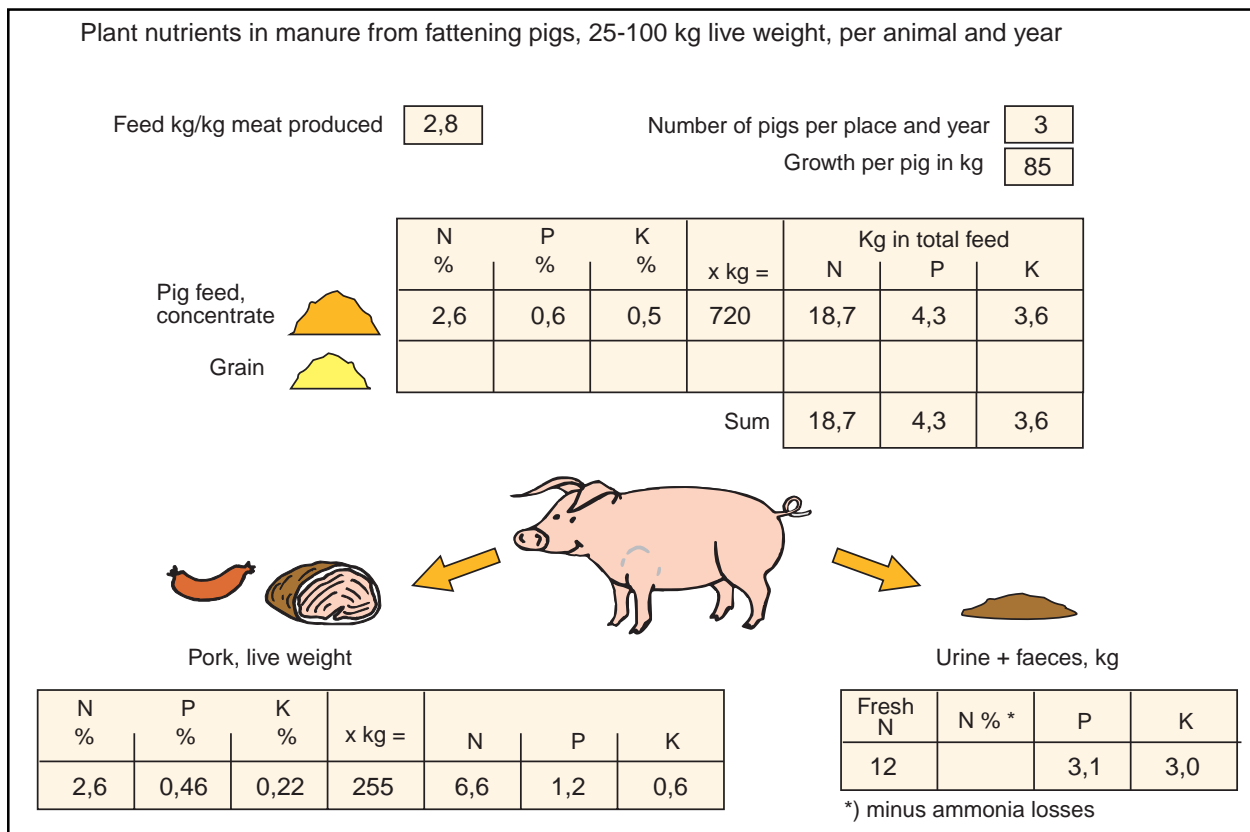 Plant nutrients in manure from fattening pigs, 25-100 kg live weight, per animal and year
Feed kg/kg meat produced 2,8
Number of pigs per place and year 3
Growth per pig in kg 85
N P K Kg in total feed
% % % x kg = N P K
Pig feed,
concentrate 2,6 0,6 0,5 720 18,7 4,3 3,6
Grain
Sum 18,7 4,3 3,6
Pork, live weight
N P K
% % % x kg = N P K
2,6 0,46 0,22 255 6,6 1,2 0,6
Urine + faeces, kg
Fresh
N N % * P K
12 3,1 3,0
*) minus ammonia losses